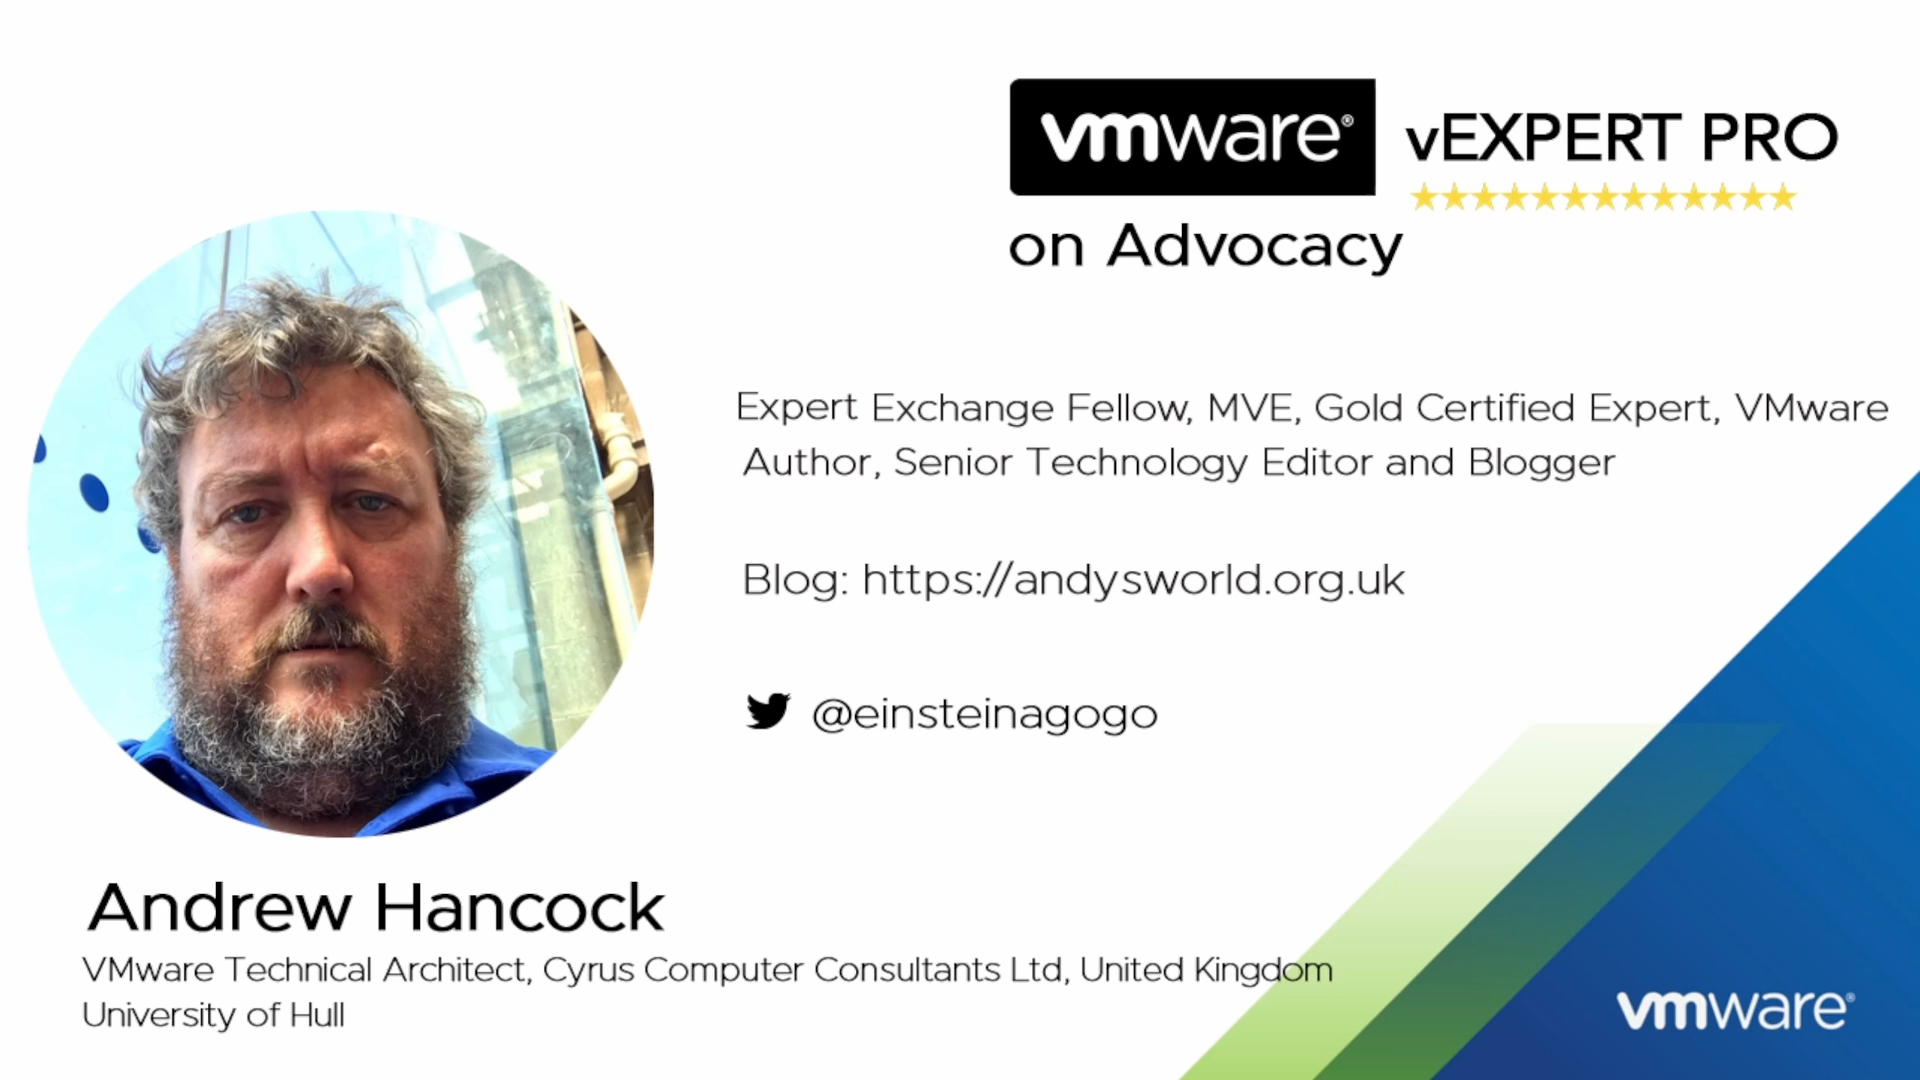 vmware® vEXPERT PRO
on Advocacy
Expert Exchange Fellow, MVE, Gold Certified Expert, VMware
Author, Senior Technology Editor and Blogger
Blog: https://andysworld.org.uk
@einsteinagogo
Andrew Hancock
VMware Technical Architect, Cyrus Computer Consultants Ltd, United Kingdom
University of Hull
vmware®